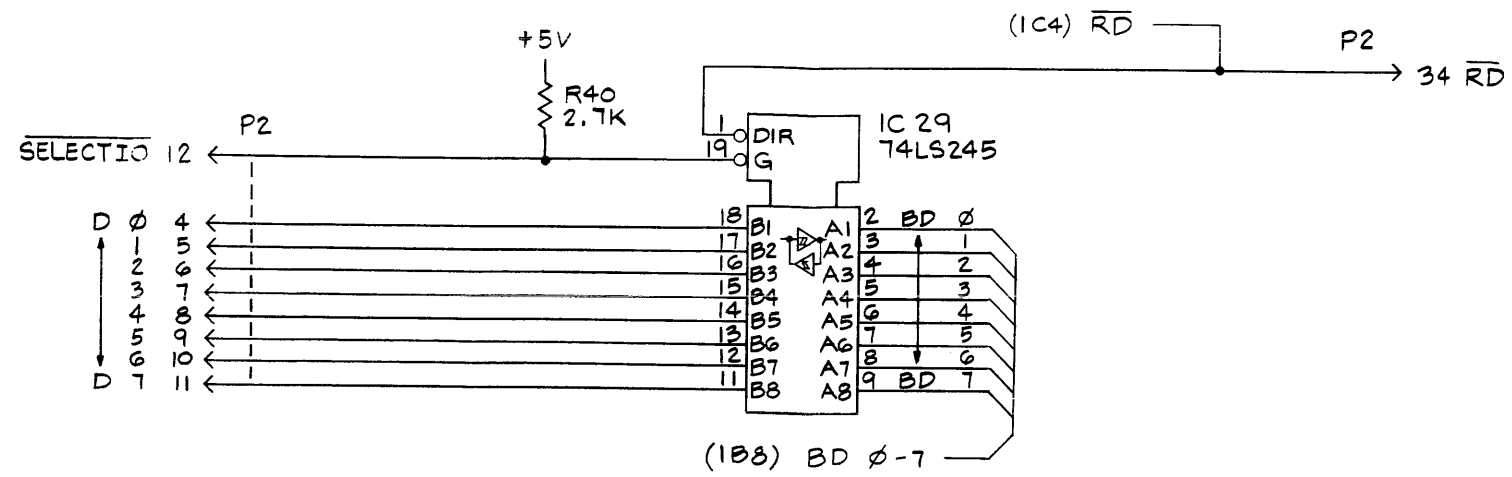 (1C4) RD
P2
34 RD
+5V
R40
2.7K
IC 29
74LS245
P2
SELECTIO 12
1 DIR
19 G
D Ø 4 18 B1 A1 2 BD Ø
1 5 17 B2 A2 3 1
2 6 16 B3 A3 4 2
3 7 15 B4 A4 5 3
4 8 14 B5 A5 6 4
5 9 13 B6 A6 7 5
6 10 12 B7 A7 8 6
D 7 11 11 B8 A8 9 BD 7
(1B8) BD Ø-7